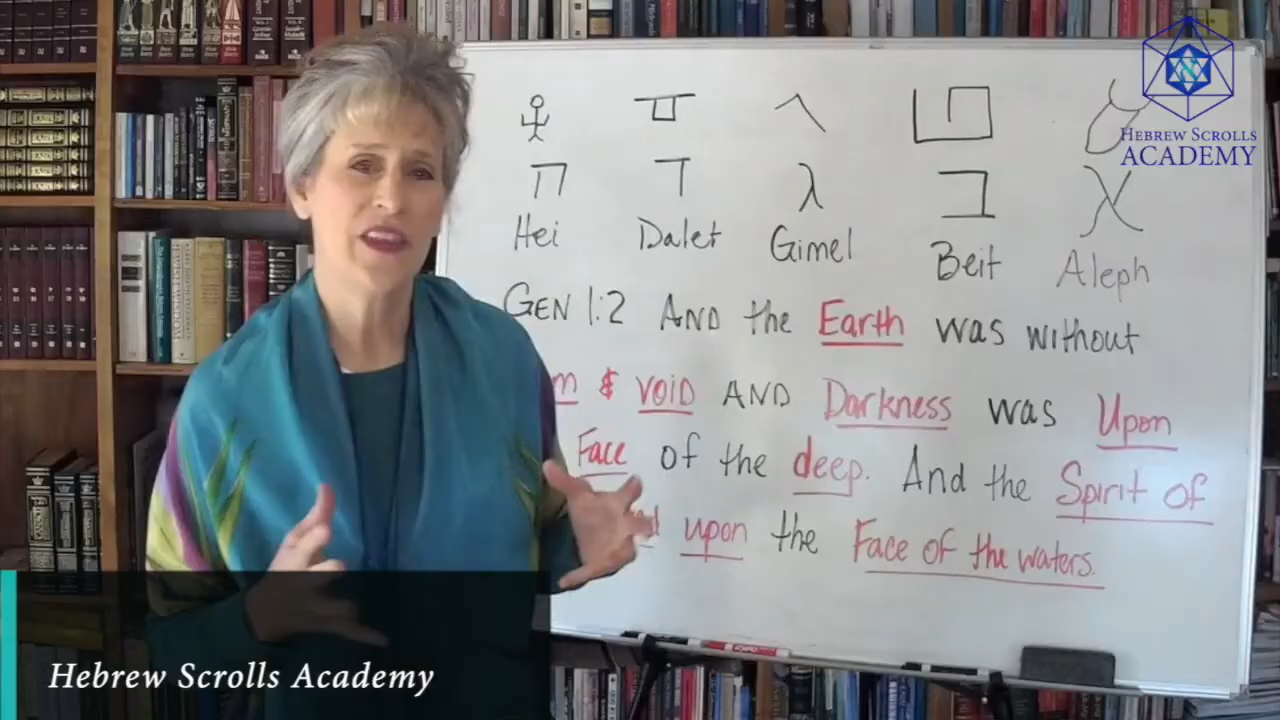 HEBREW SCROLLS
ACADEMY
ה ד ג ב א
Hei Dalet Gimel Beit Aleph
GEN 1:2 AND the Earth was without
& VOID AND Darkness was Upon
Face of the deep. And the Spirit of
upon the Face of the waters.
Hebrew Scrolls Academy